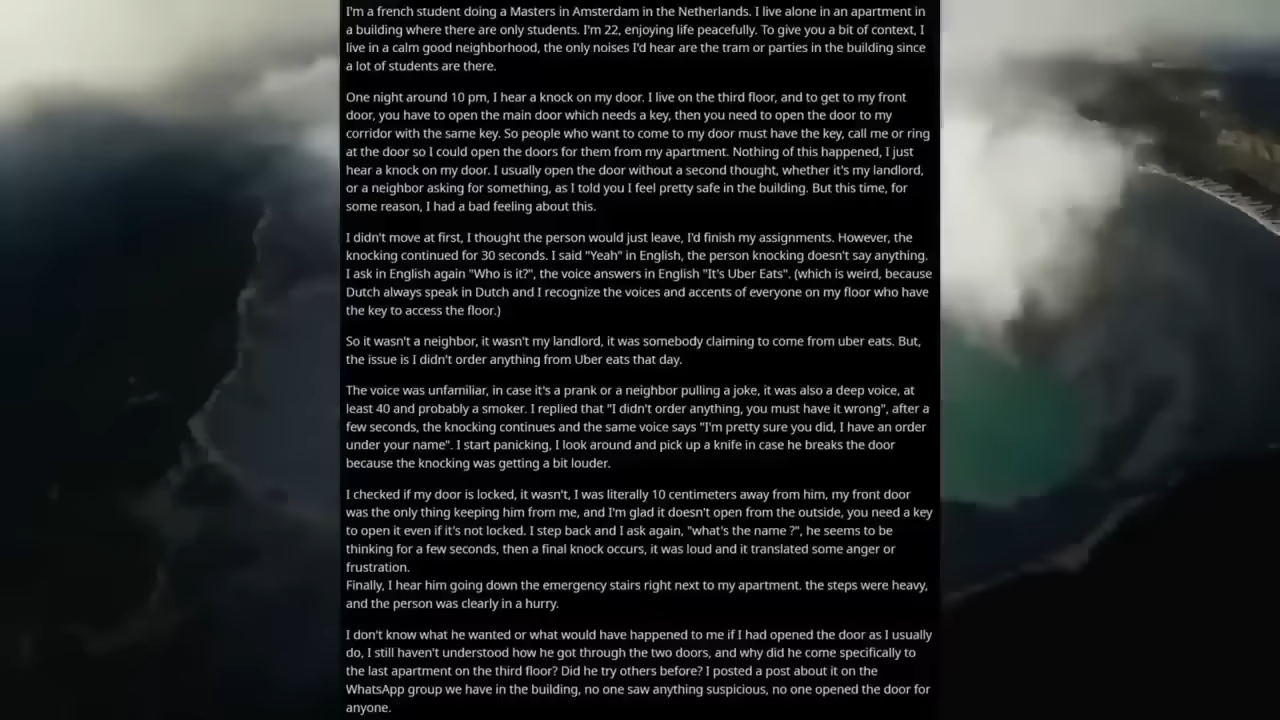 I'm a french student doing a Masters in Amsterdam in the Netherlands. I live alone in an apartment in
a building where there are only students. I'm 22, enjoying life peacefully. To give you a bit of context, I
live in a calm good neighborhood, the only noises I'd hear are the tram or parties in the building since
a lot of students are there.
One night around 10 pm, I hear a knock on my door. I live on the third floor, and to get to my front
door, you have to open the main door which needs a key, then you need to open the door to my
corridor with the same key. So people who want to come to my door must have the key, call me or ring
at the door so I could open the doors for them from my apartment. Nothing of this happened, I just
hear a knock on my door. I usually open the door without a second thought, whether it's my landlord,
or a neighbor asking for something, as I told you I feel pretty safe in the building. But this time, for
some reason, I had a bad feeling about this.
I didn't move at first, I thought the person would just leave, I'd finish my assignments. However, the
knocking continued for 30 seconds. I said "Yeah" in English, the person knocking doesn't say anything.
I ask in English again "Who is it?", the voice answers in English "It's Uber Eats". (which is weird, because
Dutch always speak in Dutch and I recognize the voices and accents of everyone on my floor who have
the key to access the floor.)
So it wasn't a neighbor, it wasn't my landlord, it was somebody claiming to come from uber eats. But,
the issue is I didn't order anything from Uber eats that day.
The voice was unfamiliar, in case it's a prank or a neighbor pulling a joke, it was also a deep voice, at
least 40 and probably a smoker. I replied that "I didn't order anything, you must have it wrong", after a
few seconds, the knocking continues and the same voice says "I'm pretty sure you did, I have an order
under your name". I start panicking, I look around and pick up a knife in case he breaks the door
because the knocking was getting a bit louder.
I checked if my door is locked, it wasn't, I was literally 10 centimeters away from him, my front door
was the only thing keeping him from me, and I'm glad it doesn't open from the outside, you need a key
to open it even if it's not locked. I step back and I ask again, "what's the name ?", he seems to be
thinking for a few seconds, then a final knock occurs, it was loud and it translated some anger or
frustration.
Finally, I hear him going down the emergency stairs right next to my apartment. the steps were heavy,
and the person was clearly in a hurry.
I don't know what he wanted or what would have happened to me if I had opened the door as I usually
do, I still haven't understood how he got through the two doors, and why did he come specifically to
the last apartment on the third floor? Did he try others before? I posted a post about it on the
WhatsApp group we have in the building, no one saw anything suspicious, no one opened the door for
anyone.